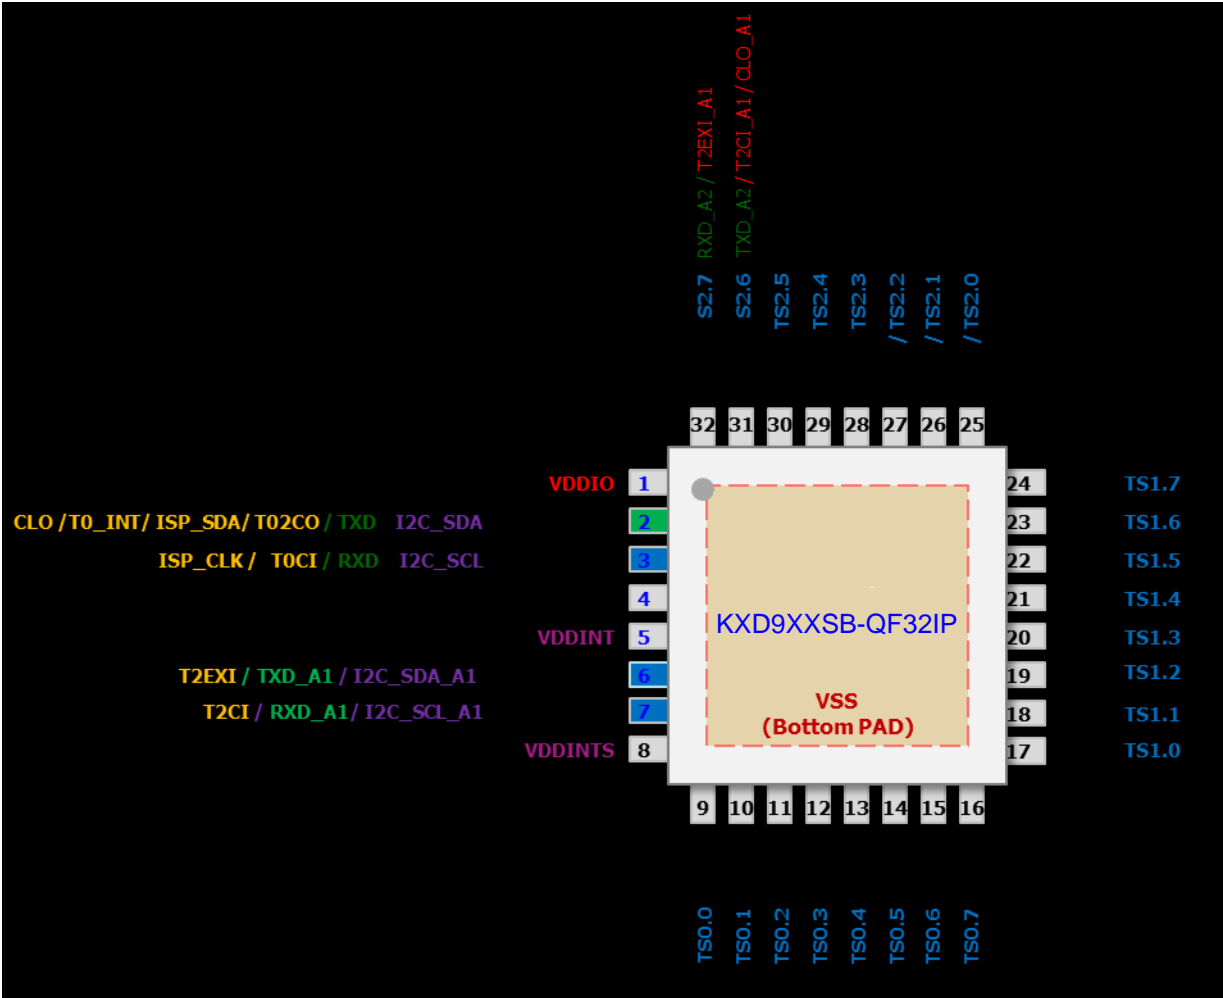 RXD_A2 / T2EXI_A1
TXD_A2 / T2CI_A1 / CLO_A1
S2.7
S2.6
TS2.5
TS2.4
TS2.3
/ TS2.2
/ TS2.1
/ TS2.0
32 31 30 29 28 27 26 25
VDDIO 1
CLO /T0_INT/ ISP_SDA/ T02CO / TXD I2C_SDA 2
ISP_CLK / T0CI / RXD I2C_SCL 3
4
VDDINT 5
T2EXI / TXD_A1 / I2C_SDA_A1 6
T2CI / RXD_A1/ I2C_SCL_A1 7
VDDINTS 8
KXD9XXSB-QF32IP
VSS
(Bottom PAD)
24 TS1.7
23 TS1.6
22 TS1.5
21 TS1.4
20 TS1.3
19 TS1.2
18 TS1.1
17 TS1.0
9 10 11 12 13 14 15 16
TS0.0
TS0.1
TS0.2
TS0.3
TS0.4
TS0.5
TS0.6
TS0.7